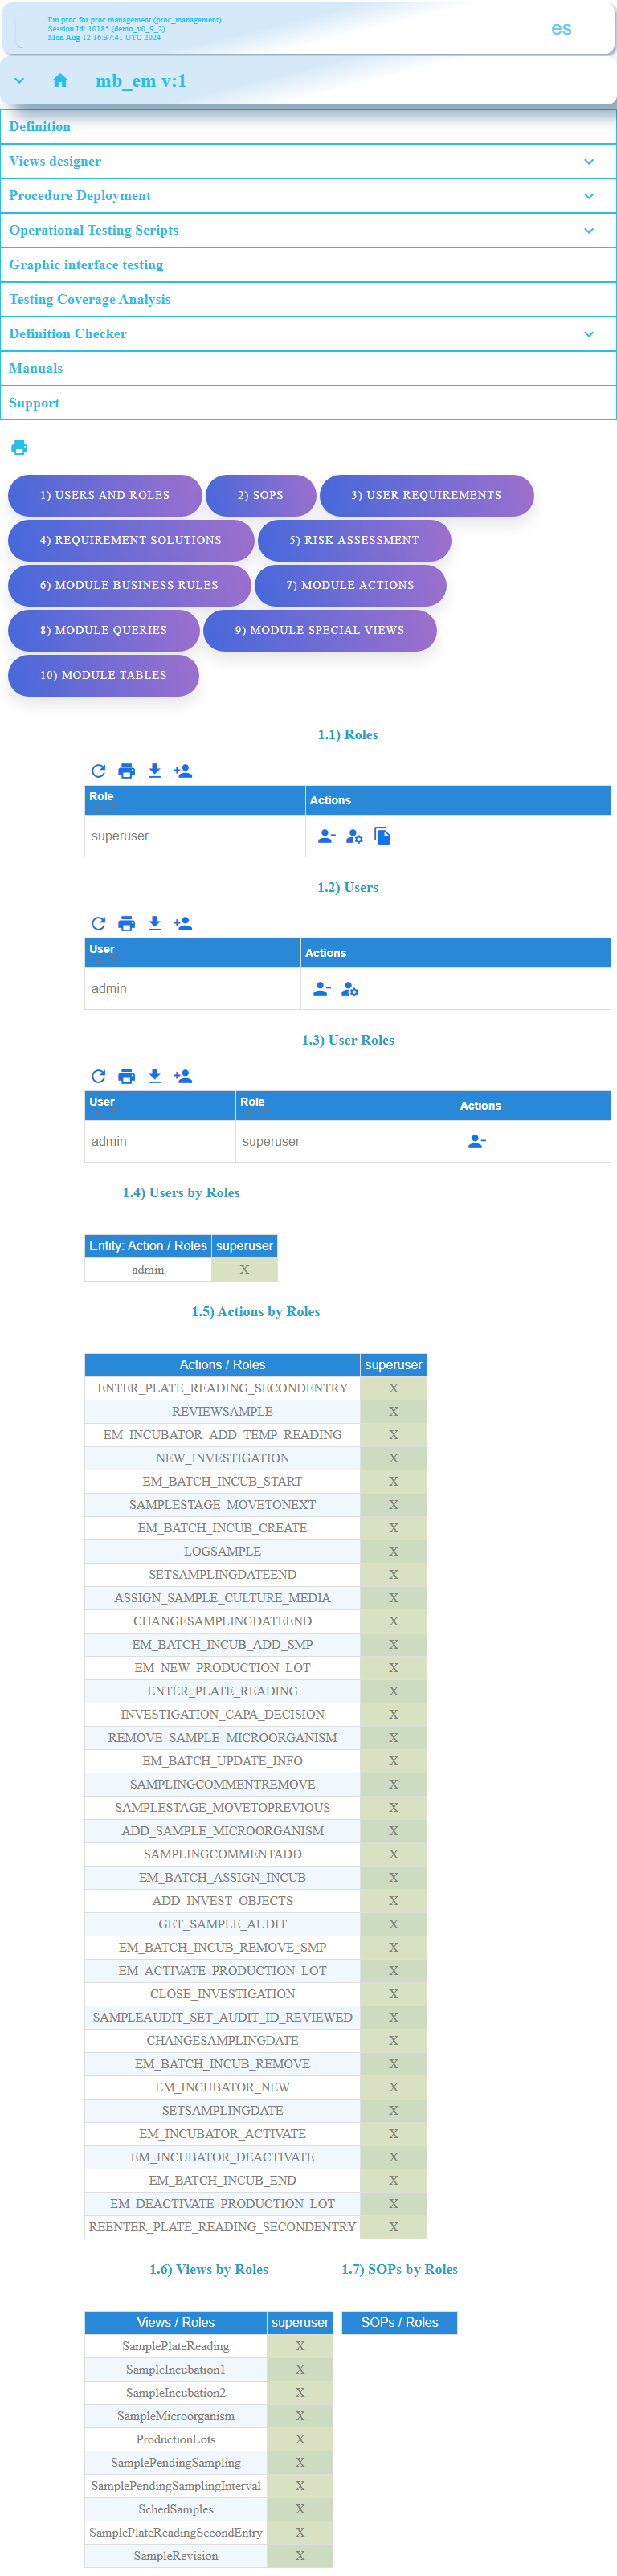 I'm proc for proc management (proc_management)
Session Id: 10185 (demo_v0_9_2)
Mon Aug 12 16:37:41 UTC 2024
es
mb_em v:1
Definition
Views designer
Procedure Deployment
Operational Testing Scripts
Graphic interface testing
Testing Coverage Analysis
Definition Checker
Manuals
Support
1) USERS AND ROLES 2) SOPS 3) USER REQUIREMENTS
4) REQUIREMENT SOLUTIONS 5) RISK ASSESSMENT
6) MODULE BUSINESS RULES 7) MODULE ACTIONS
8) MODULE QUERIES 9) MODULE SPECIAL VIEWS
10) MODULE TABLES
1.1) Roles
Role Actions
superuser
1.2) Users
User Actions
admin
1.3) User Roles
User Role Actions
admin superuser
1.4) Users by Roles
Entity: Action / Roles superuser
admin X
1.5) Actions by Roles
Actions / Roles superuser
ENTER_PLATE_READING_SECONDENTRY X
REVIEWSAMPLE X
EM_INCUBATOR_ADD_TEMP_READING X
NEW_INVESTIGATION X
EM_BATCH_INCUB_START X
SAMPLESTAGE_MOVETONEXT X
EM_BATCH_INCUB_CREATE X
LOGSAMPLE X
SETSAMPLINGDATEEND X
ASSIGN_SAMPLE_CULTURE_MEDIA X
CHANGESAMPLINGDATEEND X
EM_BATCH_INCUB_ADD_SMP X
EM_NEW_PRODUCTION_LOT X
ENTER_PLATE_READING X
INVESTIGATION_CAPA_DECISION X
REMOVE_SAMPLE_MICROORGANISM X
EM_BATCH_UPDATE_INFO X
SAMPLINGCOMMENTREMOVE X
SAMPLESTAGE_MOVETOPREVIOUS X
ADD_SAMPLE_MICROORGANISM X
SAMPLINGCOMMENTADD X
EM_BATCH_ASSIGN_INCUB X
ADD_INVEST_OBJECTS X
GET_SAMPLE_AUDIT X
EM_BATCH_INCUB_REMOVE_SMP X
EM_ACTIVATE_PRODUCTION_LOT X
CLOSE_INVESTIGATION X
SAMPLEAUDIT_SET_AUDIT_ID_REVIEWED X
CHANGESAMPLINGDATE X
EM_BATCH_INCUB_REMOVE X
EM_INCUBATOR_NEW X
SETSAMPLINGDATE X
EM_INCUBATOR_ACTIVATE X
EM_INCUBATOR_DEACTIVATE X
EM_BATCH_INCUB_END X
EM_DEACTIVATE_PRODUCTION_LOT X
REENTER_PLATE_READING_SECONDENTRY X
1.6) Views by Roles 1.7) SOPs by Roles
Views / Roles superuser SOPs / Roles
SamplePlateReading X
SampleIncubation1 X
SampleIncubation2 X
SampleMicroorganism X
ProductionLots X
SamplePendingSampling X
SamplePendingSamplingInterval X
SchedSamples X
SamplePlateReadingSecondEntry X
SampleRevision X